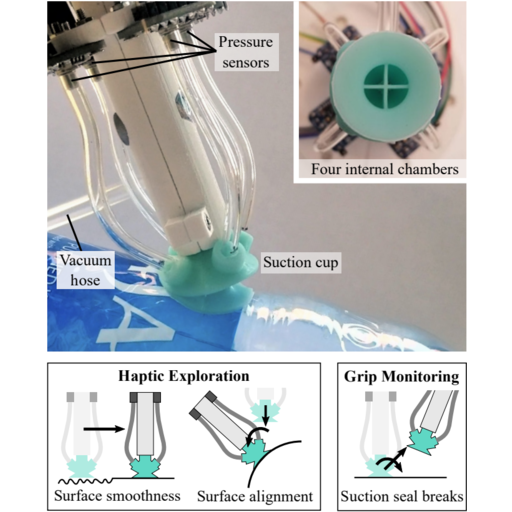 Pressure
sensors
Four internal chambers
Vacuum
hose
Suction cup
A
Haptic Exploration
Grip Monitoring
Surface smoothness
Surface alignment
Suction seal breaks